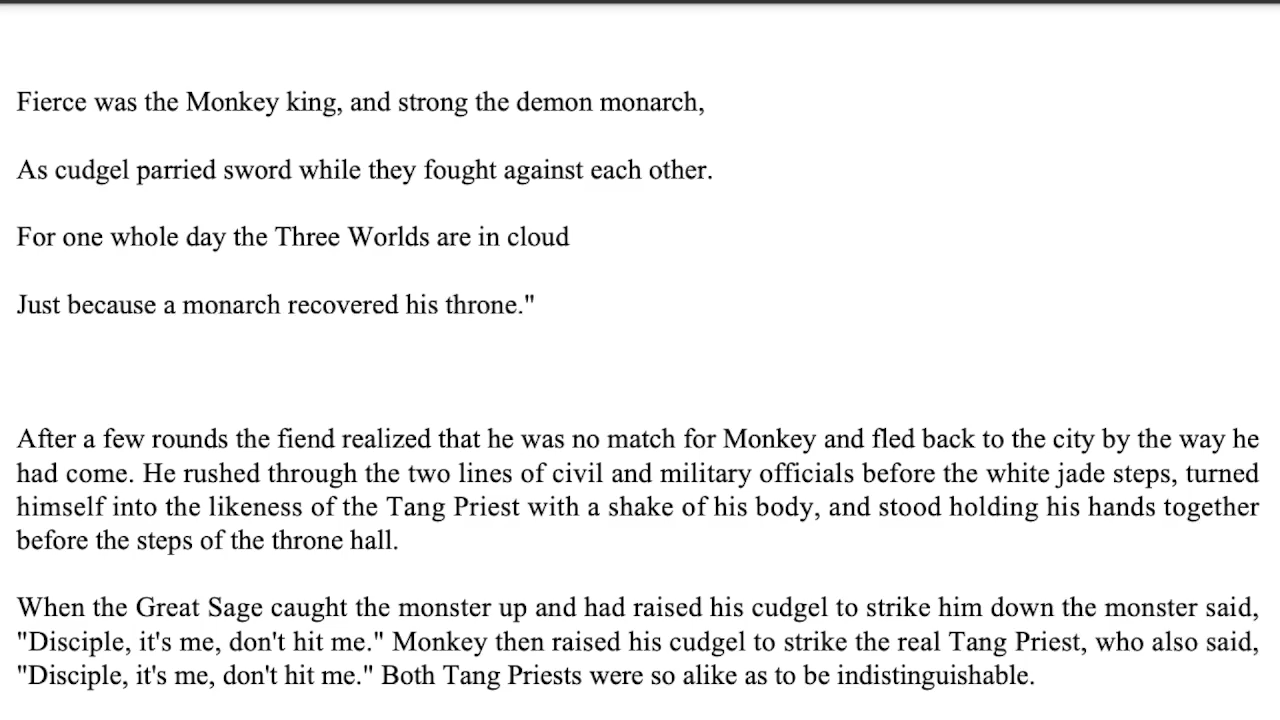 Fierce was the Monkey king, and strong the demon monarch,
As cudgel parried sword while they fought against each other.
For one whole day the Three Worlds are in cloud
Just because a monarch recovered his throne."
After a few rounds the fiend realized that he was no match for Monkey and fled back to the city by the way he
had come. He rushed through the two lines of civil and military officials before the white jade steps, turned
himself into the likeness of the Tang Priest with a shake of his body, and stood holding his hands together
before the steps of the throne hall.
When the Great Sage caught the monster up and had raised his cudgel to strike him down the monster said,
"Disciple, it's me, don't hit me." Monkey then raised his cudgel to strike the real Tang Priest, who also said,
"Disciple, it's me, don't hit me." Both Tang Priests were so alike as to be indistinguishable.